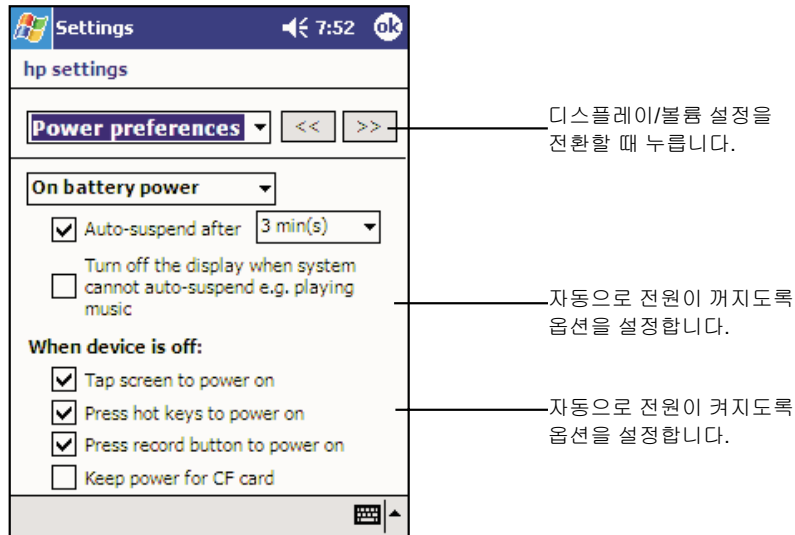 Settings 7:52 ok
hp settings
Power preferences << >>
디스플레이/볼륨 설정을
전환할 때 누릅니다.
On battery power
Auto-suspend after 3 min(s)
Turn off the display when system
cannot auto-suspend e.g. playing
music
자동으로 전원이 꺼지도록
옵션을 설정합니다.
When device is off:
Tap screen to power on
Press hot keys to power on
Press record button to power on
Keep power for CF card
자동으로 전원이 켜지도록
옵션을 설정합니다.